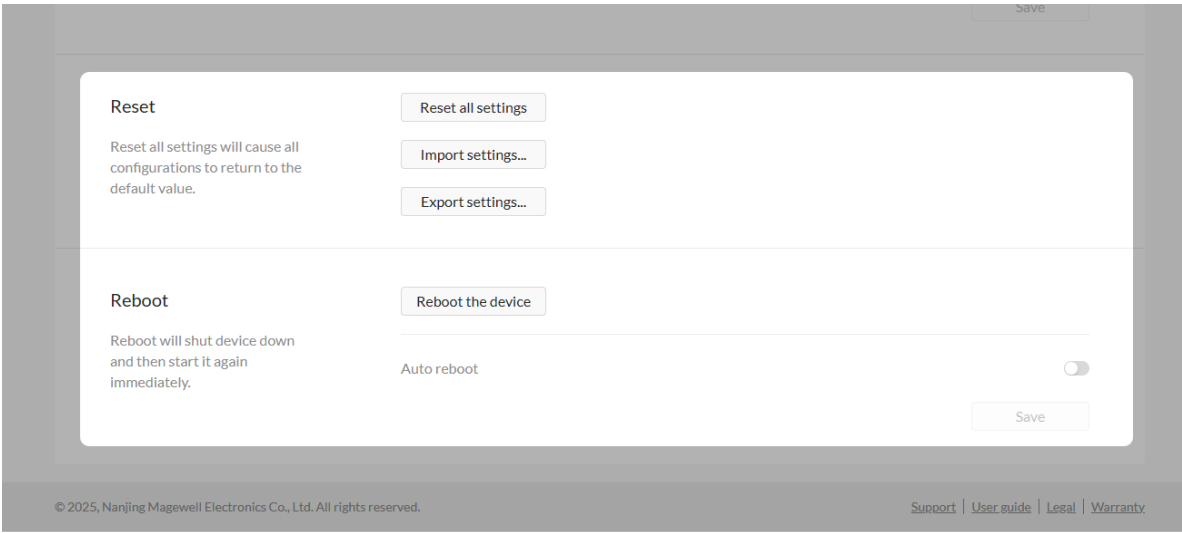 Save
Reset
Reset all settings
Reset all settings will cause all
configurations to return to the
default value.
Import settings...
Export settings...
Reboot
Reboot the device
Reboot will shut device down
and then start it again
immediately.
Auto reboot
Save
© 2025, Nanjing Magewell Electronics Co., Ltd. All rights reserved.
Support | User guide | Legal | Warranty